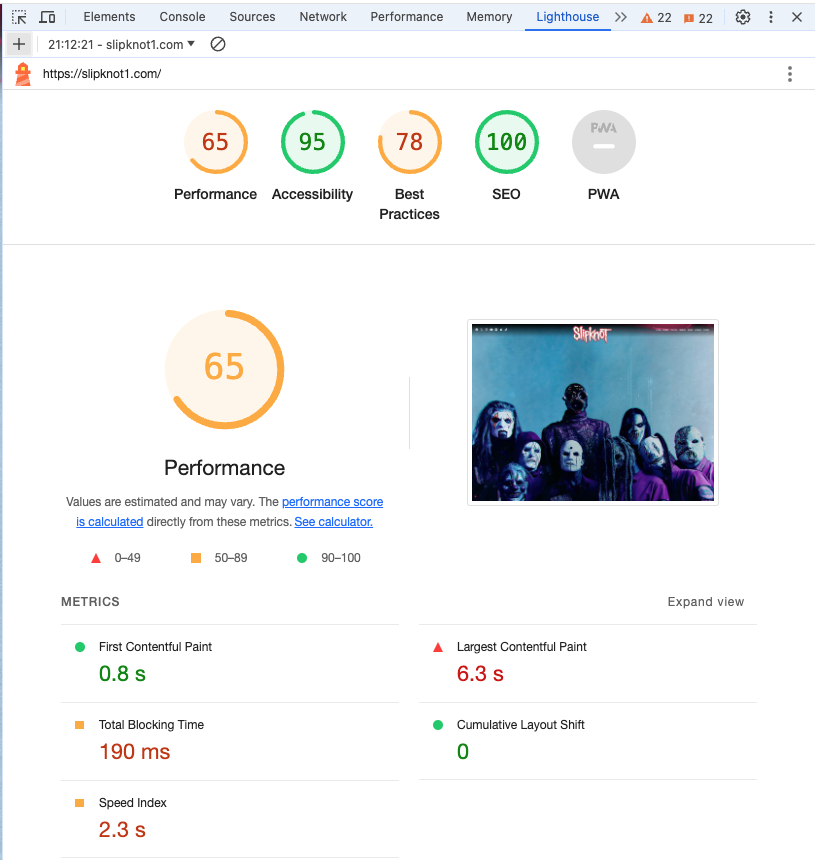 Elements Console Sources Network Performance Memory Lighthouse 22 22
21:12:21 - slipknot1.com
https://slipknot1.com/
65 95 78 100 PWA
Performance Accessibility Best Practices SEO PWA
65
SLIPKNOT
Performance
Values are estimated and may vary. The performance score
is calculated directly from these metrics. See calculator.
0–49 50–89 90–100
METRICS Expand view
First Contentful Paint
0.8 s
Largest Contentful Paint
6.3 s
Total Blocking Time
190 ms
Cumulative Layout Shift
0
Speed Index
2.3 s